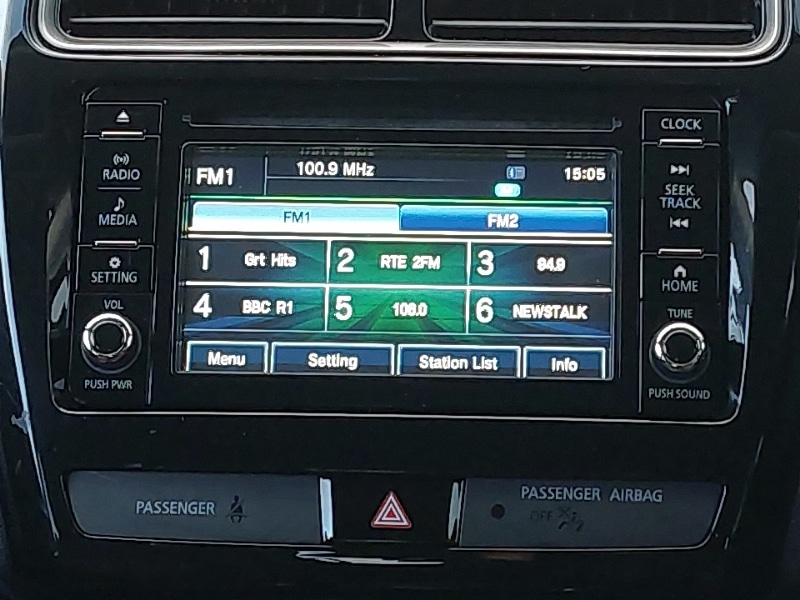 CLOCK
RADIO
MEDIA
SETTING
VOL
PUSH PWR
FM1 100.9 MHz 15:05
FM1 FM2
1 Grt Hits 2 RTE 2FM 3 94.9
4 BBC R1 5 106.0 6 NEWSTALK
Menu Setting Station List Info
SEEK
TRACK
HOME
TUNE
PUSH SOUND
PASSENGER
PASSENGER AIRBAG
OFF